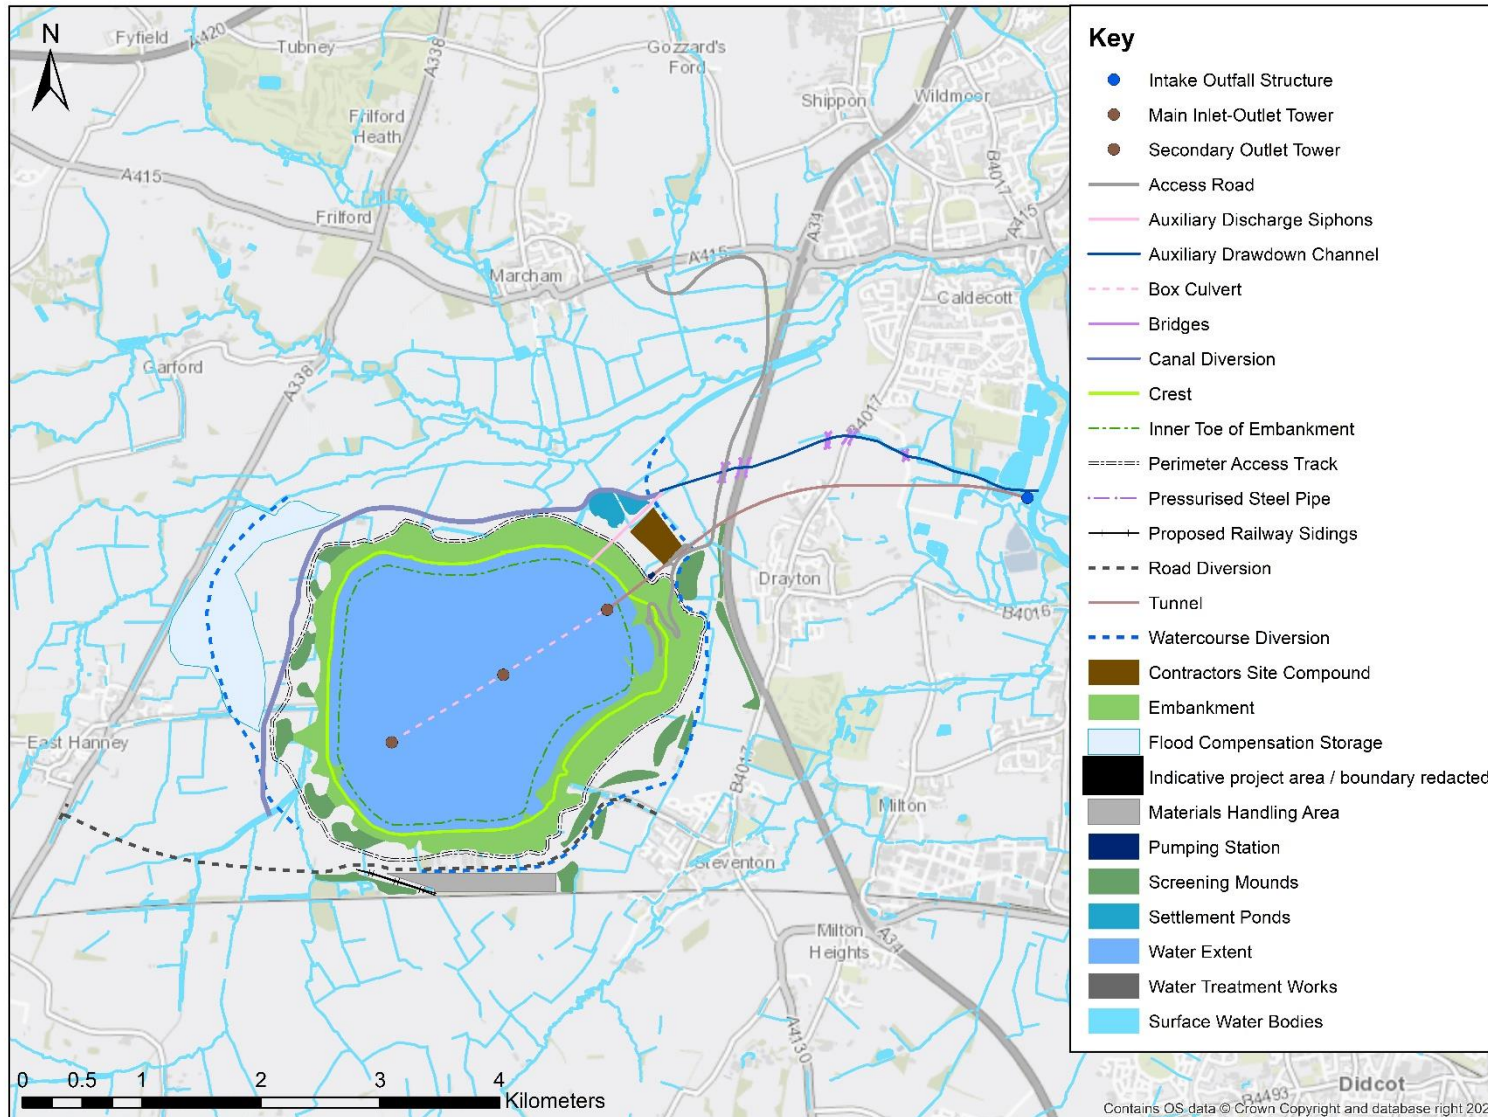 Fyfield
A420
Tubney
A338
Gozzard's
Ford
Shippon
Wildmoor
N
Frilford
Heath
A415
Frilford
B4017
A415
A34
A415
Marcham
Caldecott
Garford
A338
B4017
Drayton
B4016
East Hanney
B4017
Milton
Steventon
Milton
Heights
A34
A4130
B4493
Didcot
0 0.5 1 2 3 4
Kilometers
Key
Intake Outfall Structure
Main Inlet-Outlet Tower
Secondary Outlet Tower
Access Road
Auxiliary Discharge Siphons
Auxiliary Drawdown Channel
Box Culvert
Bridges
Canal Diversion
Crest
Inner Toe of Embankment
Perimeter Access Track
Pressurised Steel Pipe
Proposed Railway Sidings
Road Diversion
Tunnel
Watercourse Diversion
Contractors Site Compound
Embankment
Flood Compensation Storage
Indicative project area / boundary redacted
Materials Handling Area
Pumping Station
Screening Mounds
Settlement Ponds
Water Extent
Water Treatment Works
Surface Water Bodies
Contains OS data © Crown Copyright and database right 202